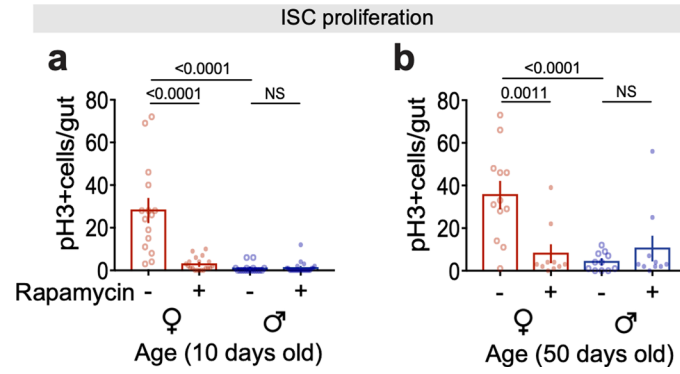 ISC proliferation
a
<0.0001
<0.0001
NS
pH3+cells/gut
80
60
40
20
0
Rapamycin - + - +
♀ ♂
Age (10 days old)
b
<0.0001
0.0011
NS
pH3+cells/gut
80
60
40
20
0
- + - +
♀ ♂
Age (50 days old)